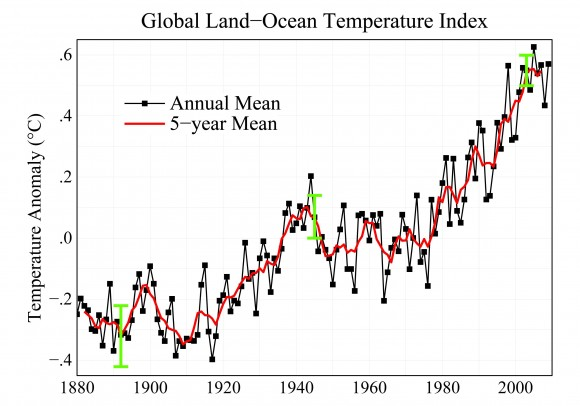 Global Land−Ocean Temperature Index
.6
.4
.2
.0
−.2
−.4
Temperature Anomaly (°C)
Annual Mean
5−year Mean
1880 1900 1920 1940 1960 1980 2000